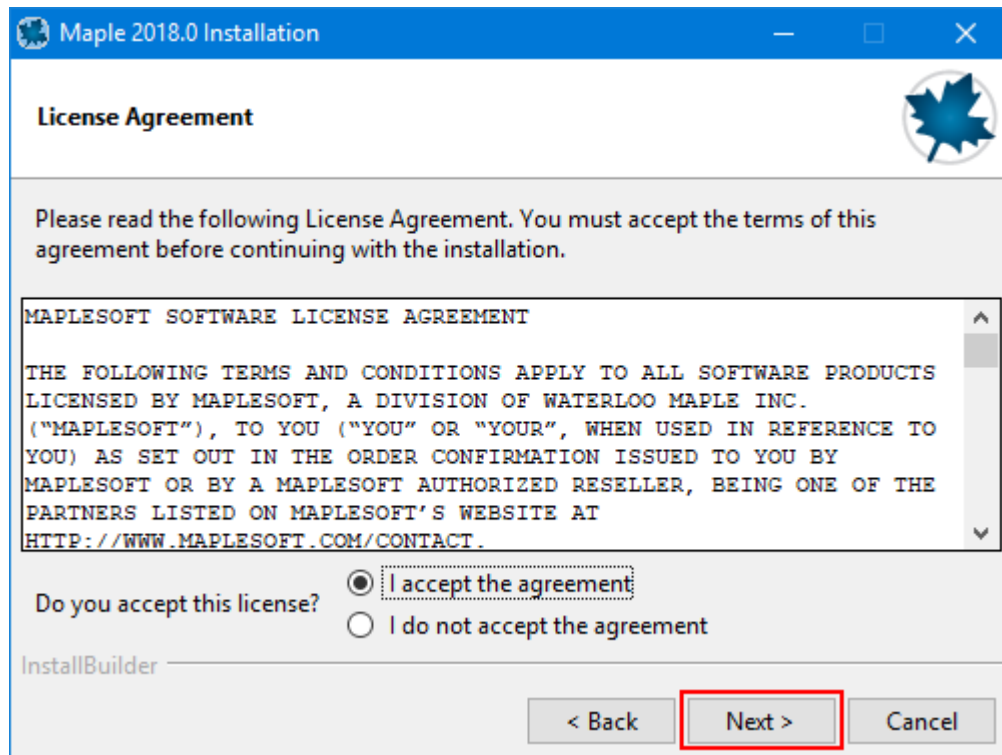 Maple 2018.0 Installation
License Agreement
Please read the following License Agreement. You must accept the terms of this
agreement before continuing with the installation.
MAPLESOFT SOFTWARE LICENSE AGREEMENT
THE FOLLOWING TERMS AND CONDITIONS APPLY TO ALL SOFTWARE PRODUCTS
LICENSED BY MAPLESOFT, A DIVISION OF WATERLOO MAPLE INC.
(“MAPLESOFT”), TO YOU (“YOU” OR “YOUR”, WHEN USED IN REFERENCE TO
YOU) AS SET OUT IN THE ORDER CONFIRMATION ISSUED TO YOU BY
MAPLESOFT OR BY A MAPLESOFT AUTHORIZED RESELLER, BEING ONE OF THE
PARTNERS LISTED ON MAPLESOFT’S WEBSITE AT
HTTP://WWW.MAPLESOFT.COM/CONTACT.
Do you accept this license?
I accept the agreement
I do not accept the agreement
InstallBuilder
< Back
Next >
Cancel